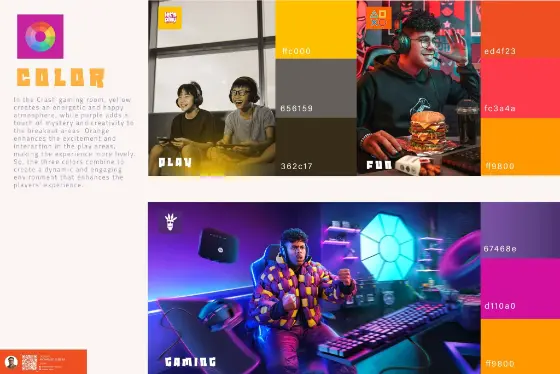 COLOR
In the Crash gaming room, yellow
creates an energetic and happy
atmosphere, while purple adds a
touch of mystery and creativity to
the breakout areas. Orange
enhances the excitement and
interaction in the play areas,
making the experience more lively.
So, the three colors combine to
create a dynamic and engaging
environment that enhances the
players' experience.
PLAY
ffc000
656159
362c17
FUN
ed4f23
fc3a4a
ff9800
GAMING
67468e
d110a0
ff9800